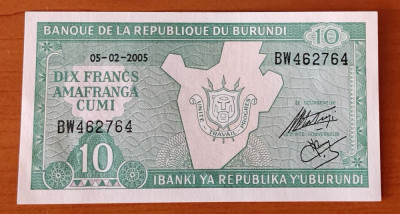 BANQUE DE LA REPUBLIQUE DU BURUNDI
10
05-02-2005
BW462764
DIX FRANCS
AMAFRANGA
CUMI
BW462764
UNITE TRAVAIL PROGRES
10
IBANKI YA REPUBLIKA Y'UBURUNDI